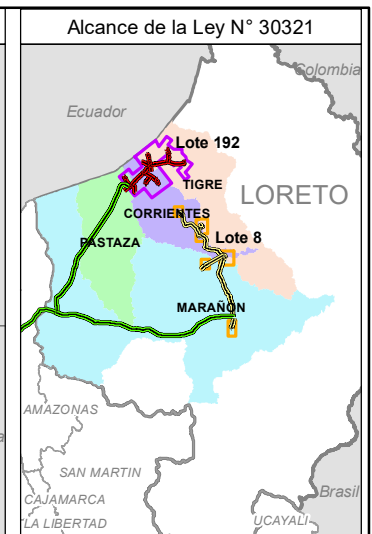 Alcance de la Ley N° 30321
Colombia
Ecuador
Lote 192
TIGRE
LORETO
CORRIENTES
Lote 8
PASTAZA
MARAÑON
AMAZONAS
SAN MARTIN
CAJAMARCA
LA LIBERTAD
Brasil
UCAYALI